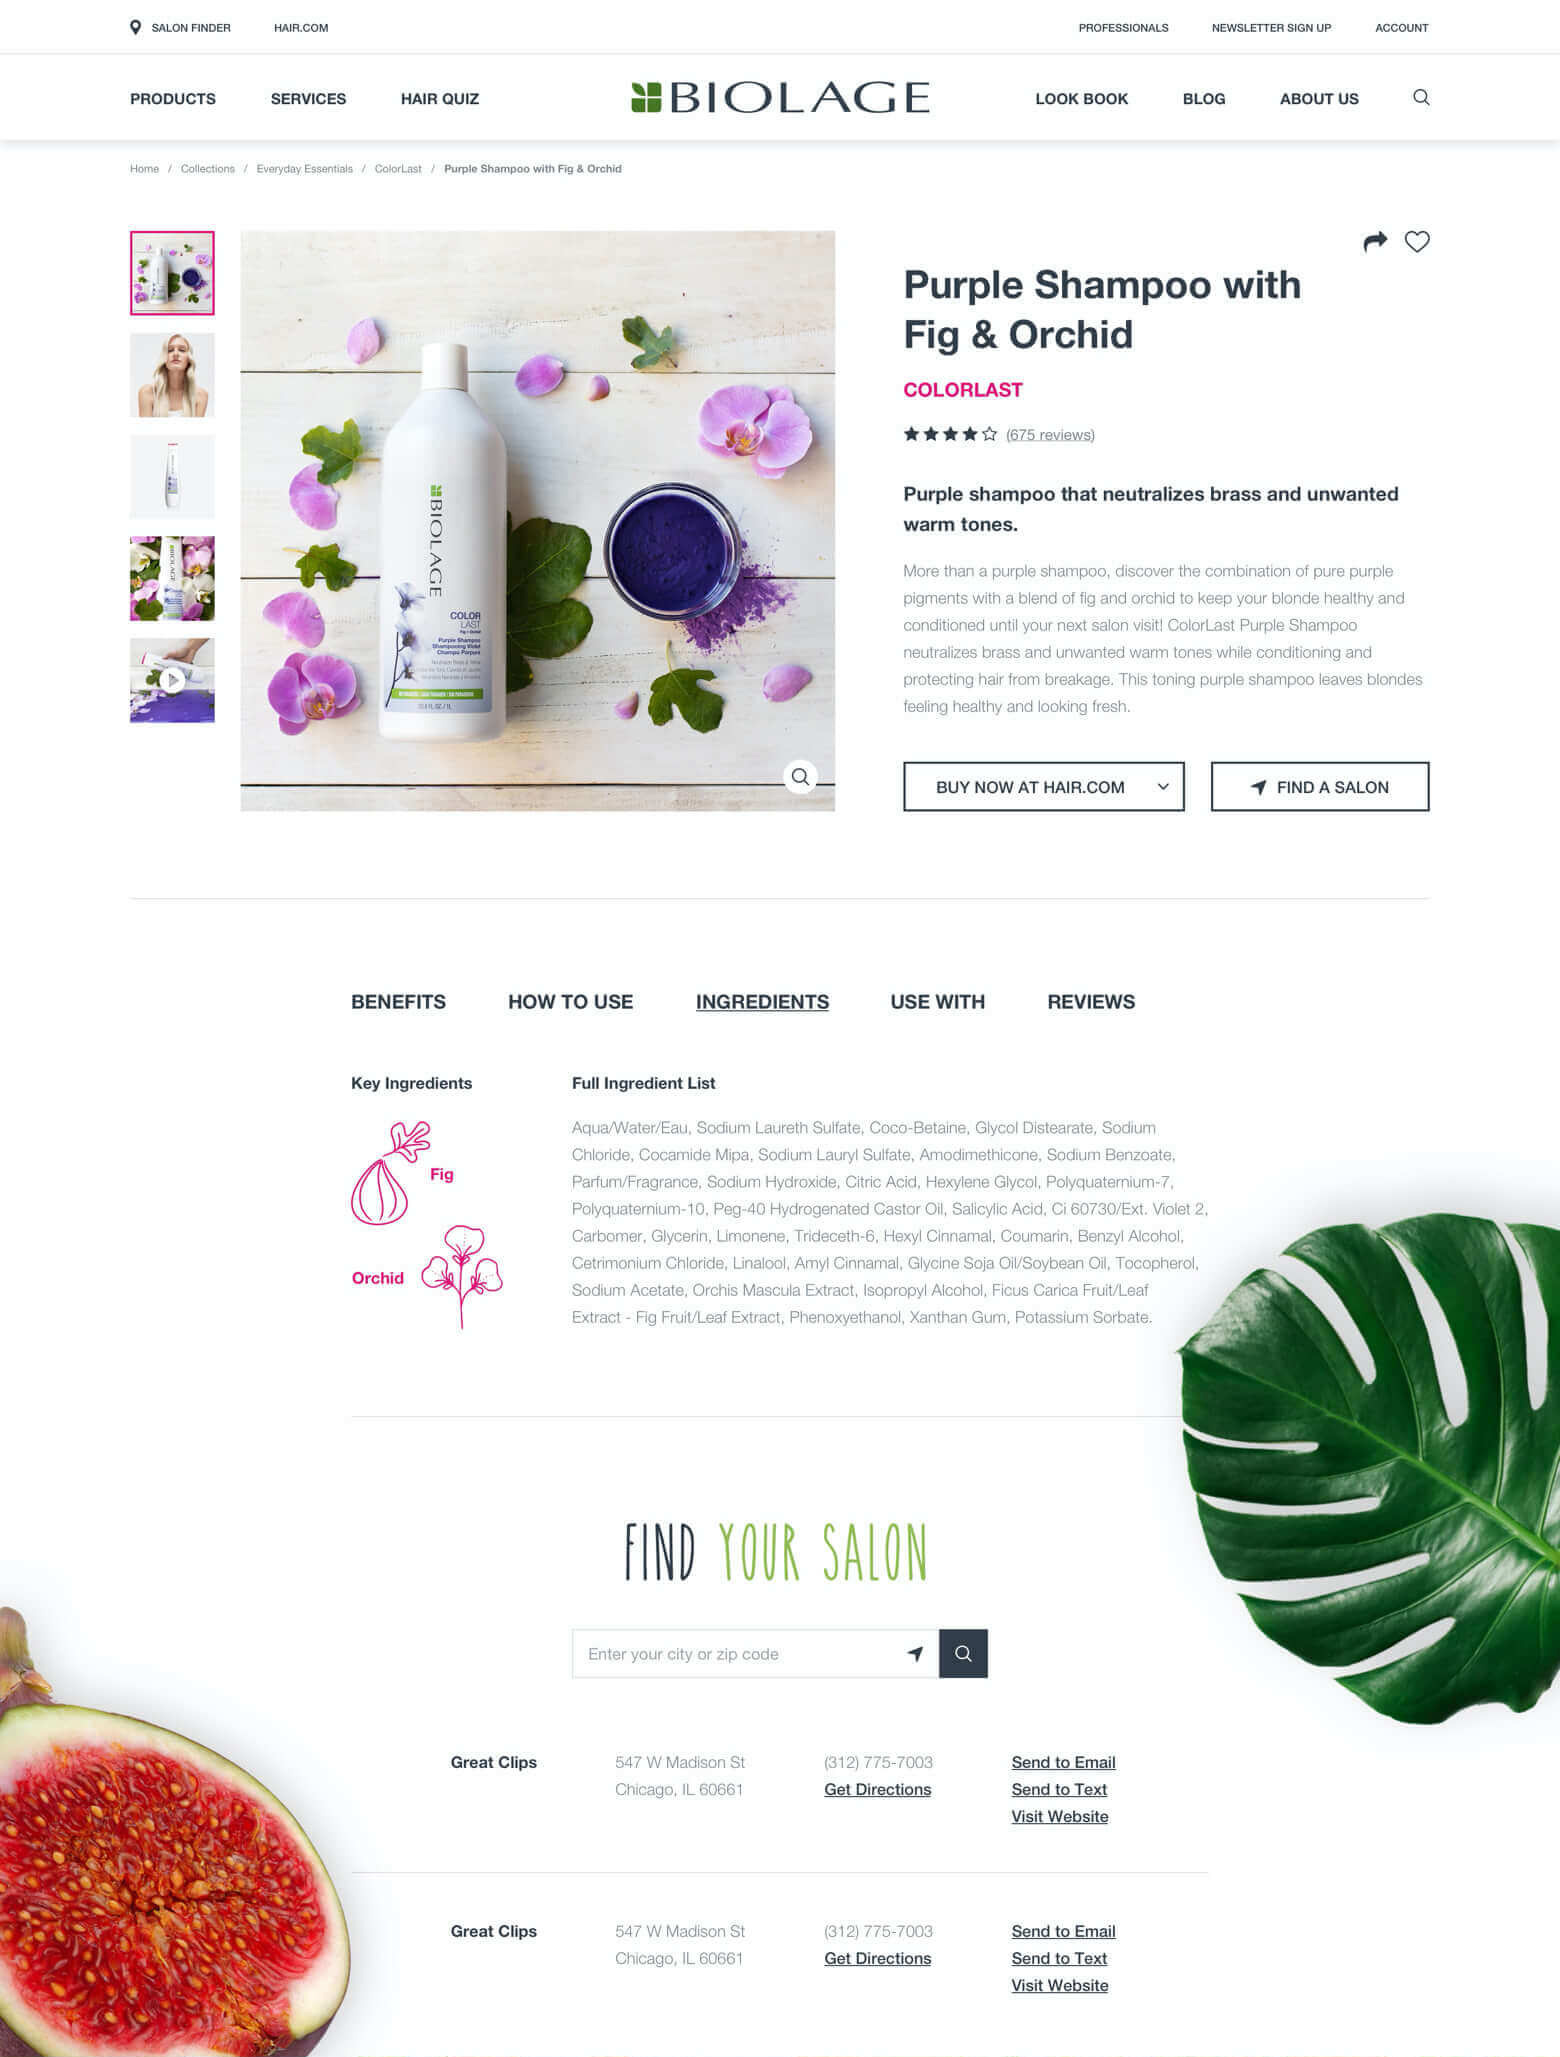 SALON FINDER HAIR.COM PROFESSIONALS NEWSLETTER SIGN UP ACCOUNT
PRODUCTS SERVICES HAIR QUIZ BIOLAGE LOOK BOOK BLOG ABOUT US
Home / Collections / Everyday Essentials / ColorLast / Purple Shampoo with Fig & Orchid
BIOLAGE
COLOR
LAST
Fig + Orchid
Purple Shampoo
Shampooing Violet
33.8 FL OZ / 1L
BIOLAGE
Purple Shampoo with
Fig & Orchid
COLORLAST
(675 reviews)
Purple shampoo that neutralizes brass and unwanted
warm tones.
More than a purple shampoo, discover the combination of pure purple
pigments with a blend of fig and orchid to keep your blonde healthy and
conditioned until your next salon visit! ColorLast Purple Shampoo
neutralizes brass and unwanted warm tones while conditioning and
protecting hair from breakage. This toning purple shampoo leaves blondes
feeling healthy and looking fresh.
BUY NOW AT HAIR.COM FIND A SALON
BENEFITS HOW TO USE INGREDIENTS USE WITH REVIEWS
Key Ingredients
Fig
Orchid
Full Ingredient List
Aqua/Water/Eau, Sodium Laureth Sulfate, Coco-Betaine, Glycol Distearate, Sodium
Chloride, Cocamide Mipa, Sodium Lauryl Sulfate, Amodimethicone, Sodium Benzoate,
Parfum/Fragrance, Sodium Hydroxide, Citric Acid, Hexylene Glycol, Polyquaternium-7,
Polyquaternium-10, Peg-40 Hydrogenated Castor Oil, Salicylic Acid, Ci 60730/Ext. Violet 2,
Carbomer, Glycerin, Limonene, Trideceth-6, Hexyl Cinnamal, Coumarin, Benzyl Alcohol,
Cetrimonium Chloride, Linalool, Amyl Cinnamal, Glycine Soja Oil/Soybean Oil, Tocopherol,
Sodium Acetate, Orchis Mascula Extract, Isopropyl Alcohol, Ficus Carica Fruit/Leaf
Extract - Fig Fruit/Leaf Extract, Phenoxyethanol, Xanthan Gum, Potassium Sorbate.
FIND YOUR SALON
Enter your city or zip code
Great Clips 547 W Madison St (312) 775-7003 Send to Email
Chicago, IL 60661 Get Directions Send to Text
Visit Website
Great Clips 547 W Madison St (312) 775-7003 Send to Email
Chicago, IL 60661 Get Directions Send to Text
Visit Website